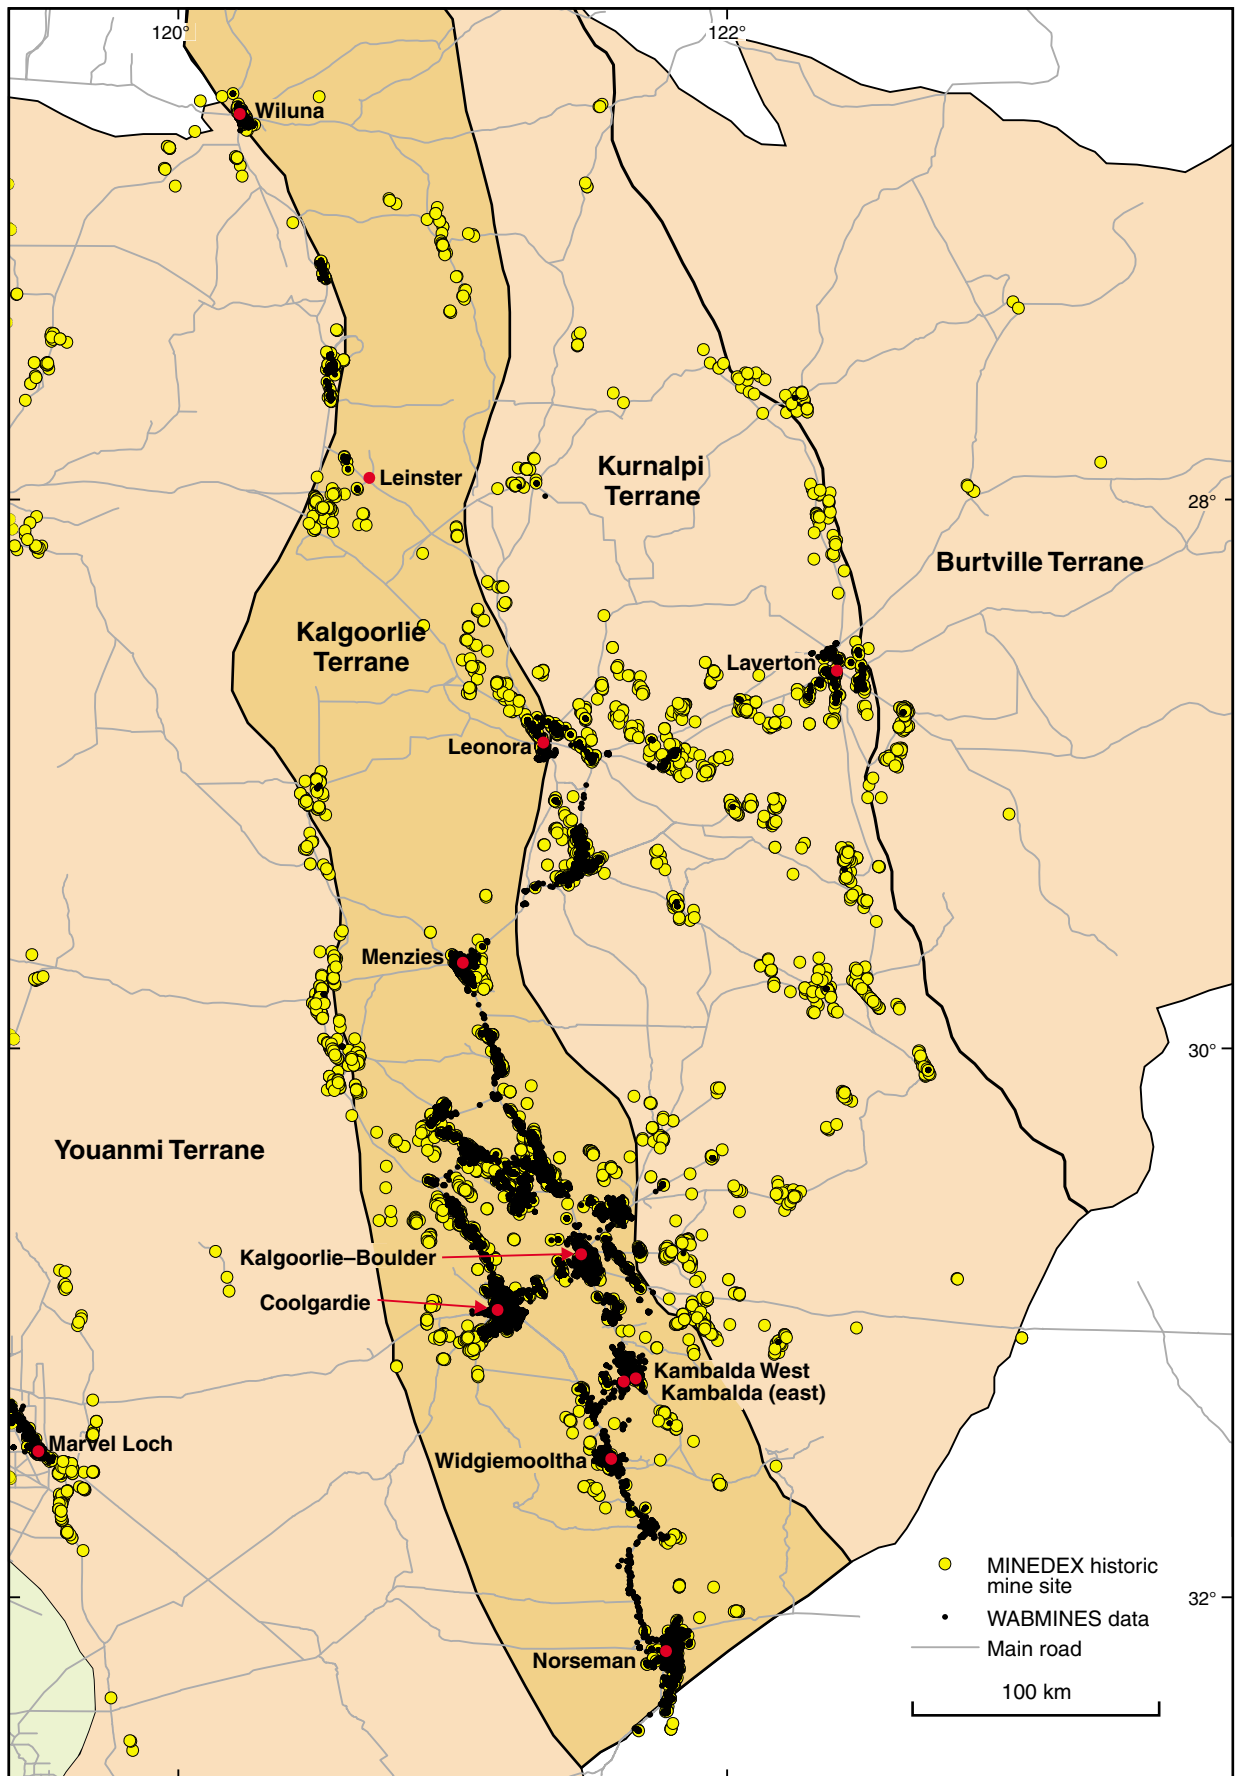 120°
122°
Wiluna
Kurnalpi
Terrane
Leinster
28°
Burtville Terrane
Kalgoorlie
Terrane
Laverton
Leonora
Menzies
30°
Youanmi Terrane
Kalgoorlie–Boulder
Coolgardie
Kambalda West
Kambalda (east)
Marvel Loch
Widgiemooltha
MINEDEX historic
mine site
32°
WABMINES data
Main road
Norseman
100 km